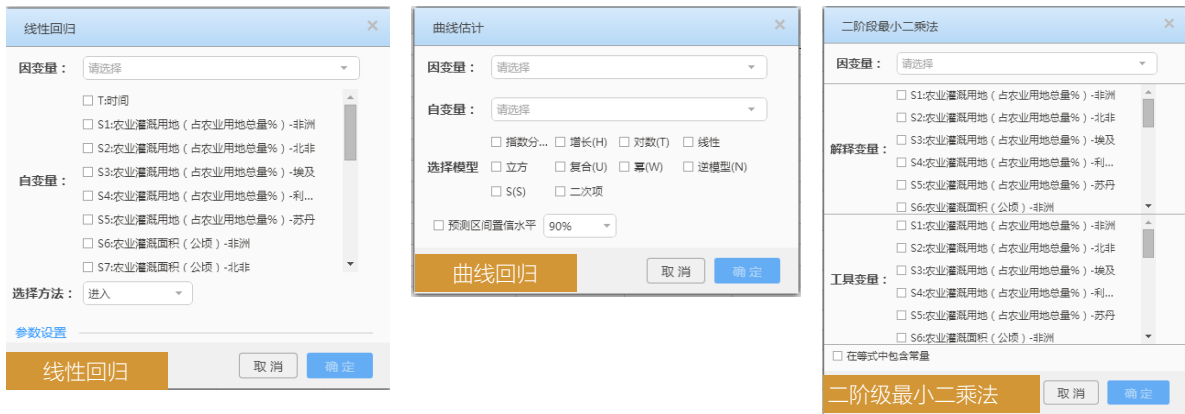 线性回归
因变量： 请选择
自变量：
T:时间
S1:农业灌溉用地（占农业用地总量%）-非洲
S2:农业灌溉用地（占农业用地总量%）-北非
S3:农业灌溉用地（占农业用地总量%）-埃及
S4:农业灌溉用地（占农业用地总量%）-利...
S5:农业灌溉用地（占农业用地总量%）-苏丹
S6:农业灌溉面积（公顷）-非洲
S7:农业灌溉面积（公顷）-北非
选择方法： 进入
参数设置
取消 确定
线性回归
曲线估计
因变量： 请选择
自变量： 请选择
选择模型
指数分... 增长(H) 对数(T) 线性
立方 复合(U) 幂(W) 逆模型(N)
S(S) 二次项
预测区间置信水平 90%
取消 确定
曲线回归
二阶段最小二乘法
因变量： 请选择
解释变量：
S1:农业灌溉用地（占农业用地总量%）-非洲
S2:农业灌溉用地（占农业用地总量%）-北非
S3:农业灌溉用地（占农业用地总量%）-埃及
S4:农业灌溉用地（占农业用地总量%）-利...
S5:农业灌溉用地（占农业用地总量%）-苏丹
S6:农业灌溉面积（公顷）-非洲
工具变量：
S1:农业灌溉用地（占农业用地总量%）-非洲
S2:农业灌溉用地（占农业用地总量%）-北非
S3:农业灌溉用地（占农业用地总量%）-埃及
S4:农业灌溉用地（占农业用地总量%）-利...
S5:农业灌溉用地（占农业用地总量%）-苏丹
S6:农业灌溉面积（公顷）-非洲
在等式中包含常量
取消 确定
二阶级最小二乘法